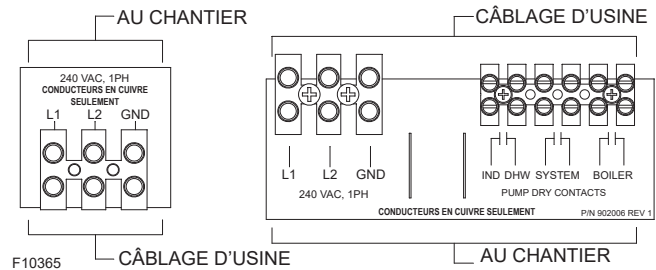 AU CHANTIER
240 VAC, 1PH
CONDUCTEURS EN CUIVRE
SEULEMENT
L1 L2 GND
CÂBLAGE D'USINE
F10365
CÂBLAGE D'USINE
L1 L2 GND
240 VAC, 1PH
IND DHW SYSTEM BOILER
PUMP DRY CONTACTS
CONDUCTEURS EN CUIVRE SEULEMENT
P/N 902006 REV 1
AU CHANTIER